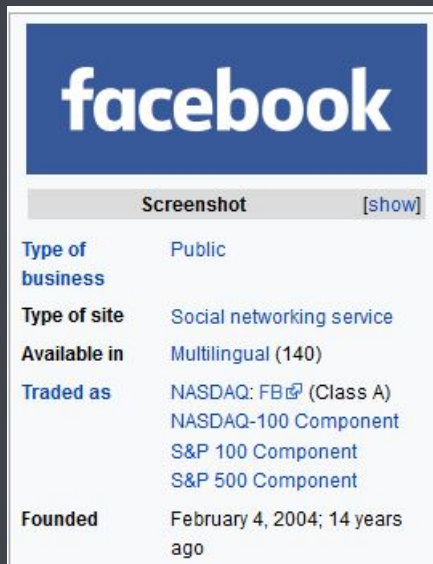 facebook
Screenshot [show]
Type of business Public
Type of site Social networking service
Available in Multilingual (140)
Traded as NASDAQ: FB (Class A)
NASDAQ-100 Component
S&P 100 Component
S&P 500 Component
Founded February 4, 2004; 14 years
ago